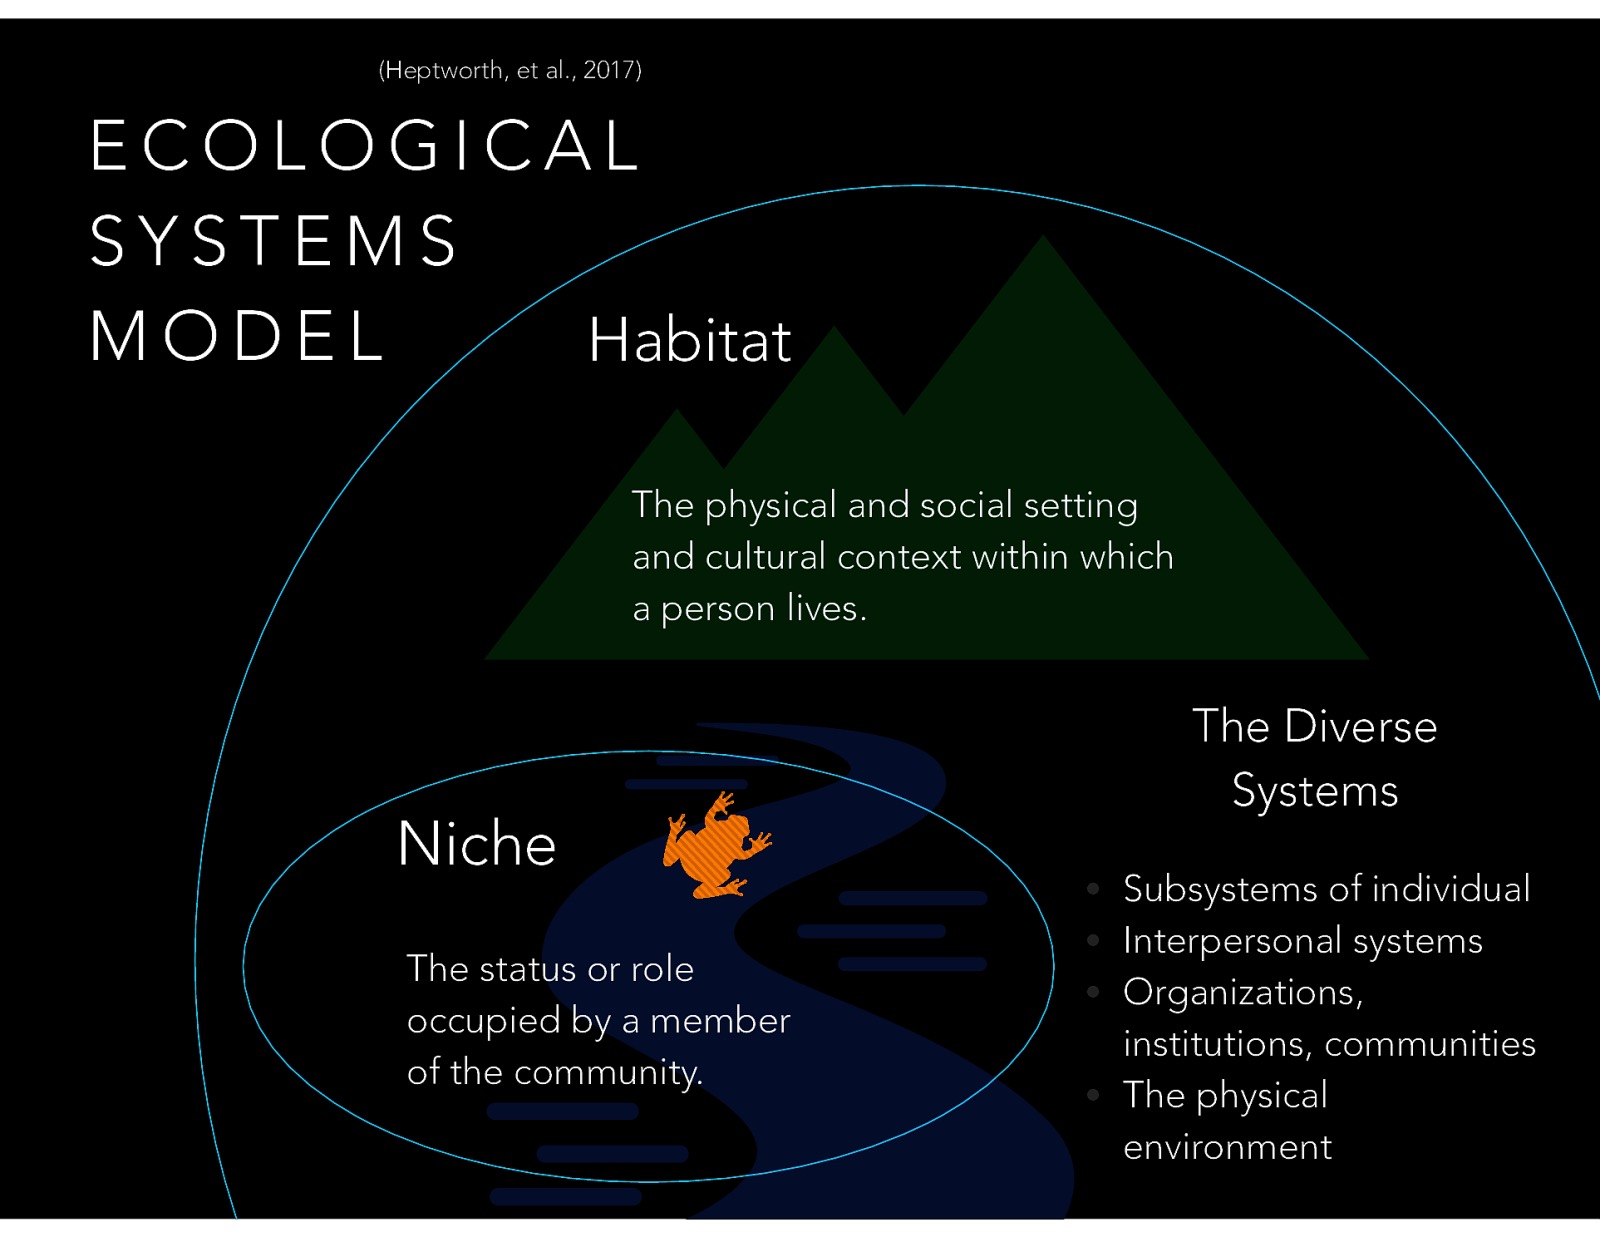 (Heptworth, et al., 2017)
ECOLOGICAL
SYSTEMS
MODEL
Habitat
The physical and social setting
and cultural context within which
a person lives.
Niche
The status or role
occupied by a member
of the community.
The Diverse
Systems
• Subsystems of individual
• Interpersonal systems
• Organizations,
institutions, communities
• The physical
environment